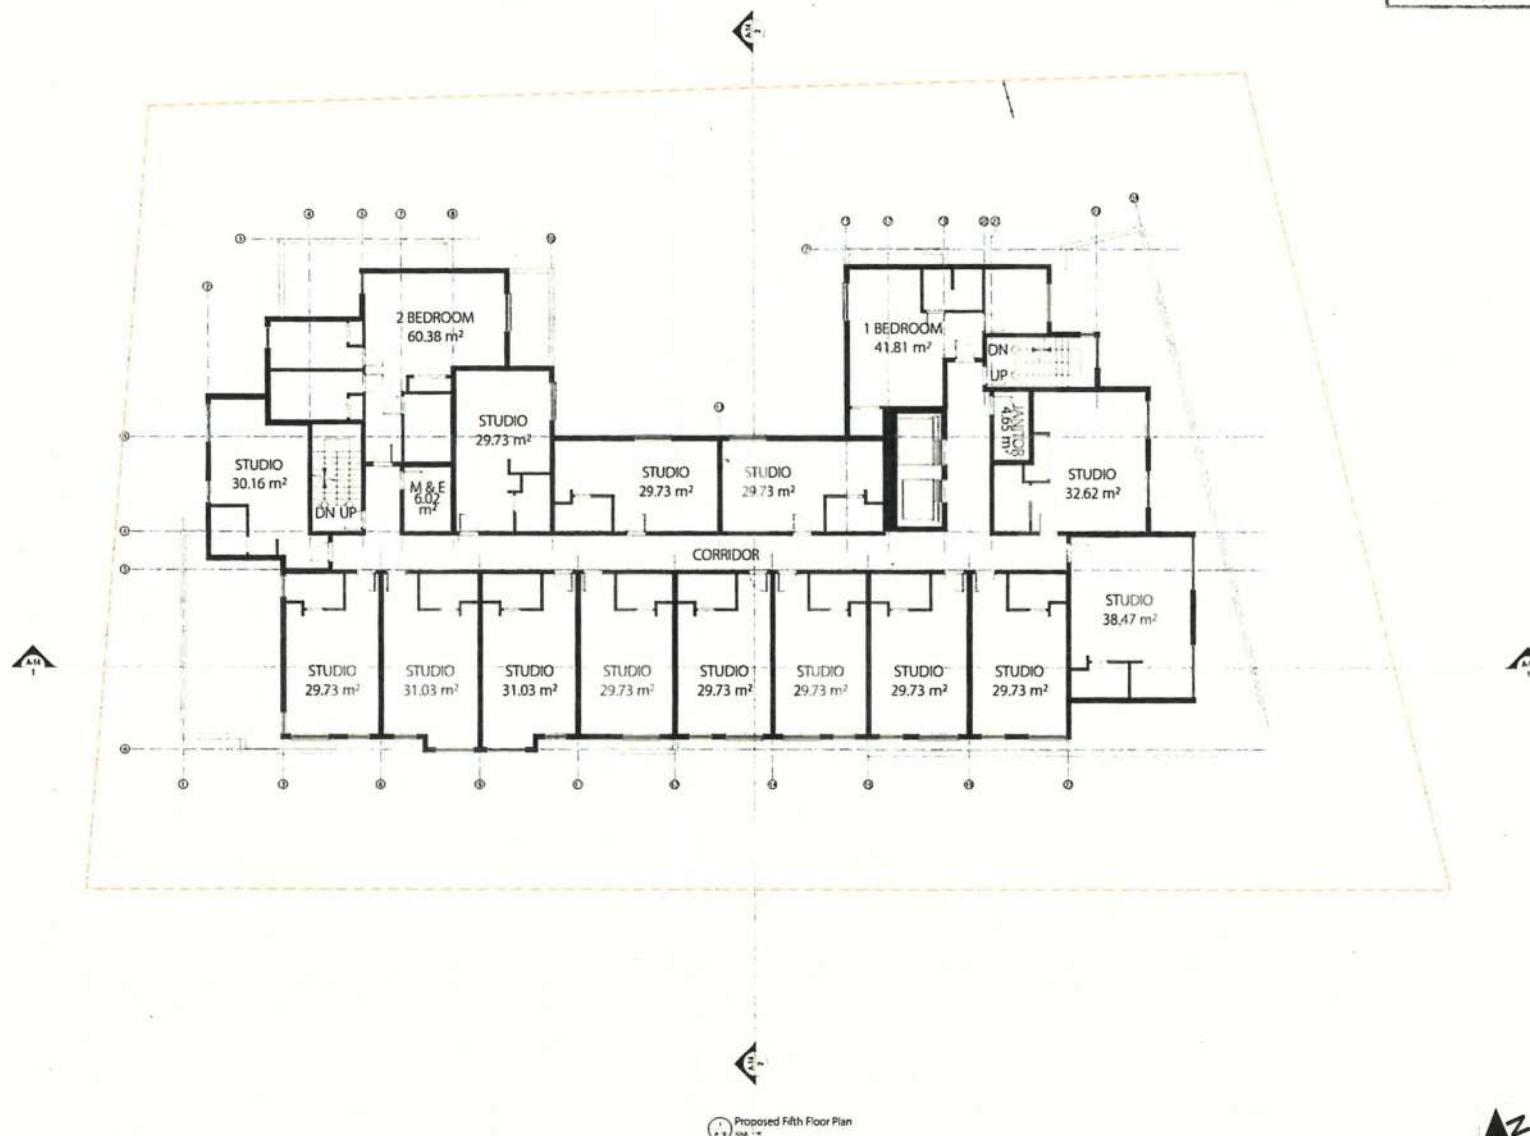 2 BEDROOM
60.38 m²
1 BEDROOM
41.81 m²
DN
UP
JANITOR
4.65 m²
STUDIO
29.73 m²
STUDIO
30.16 m²
M & E
6.02
m²
DN UP
STUDIO
29.73 m²
STUDIO
29.73 m²
STUDIO
32.62 m²
CORRIDOR
STUDIO
38.47 m²
STUDIO
29.73 m²
STUDIO
31.03 m²
STUDIO
31.03 m²
STUDIO
29.73 m²
STUDIO
29.73 m²
STUDIO
29.73 m²
STUDIO
29.73 m²
STUDIO
29.73 m²
A-14
1
Proposed Fifth Floor Plan
N